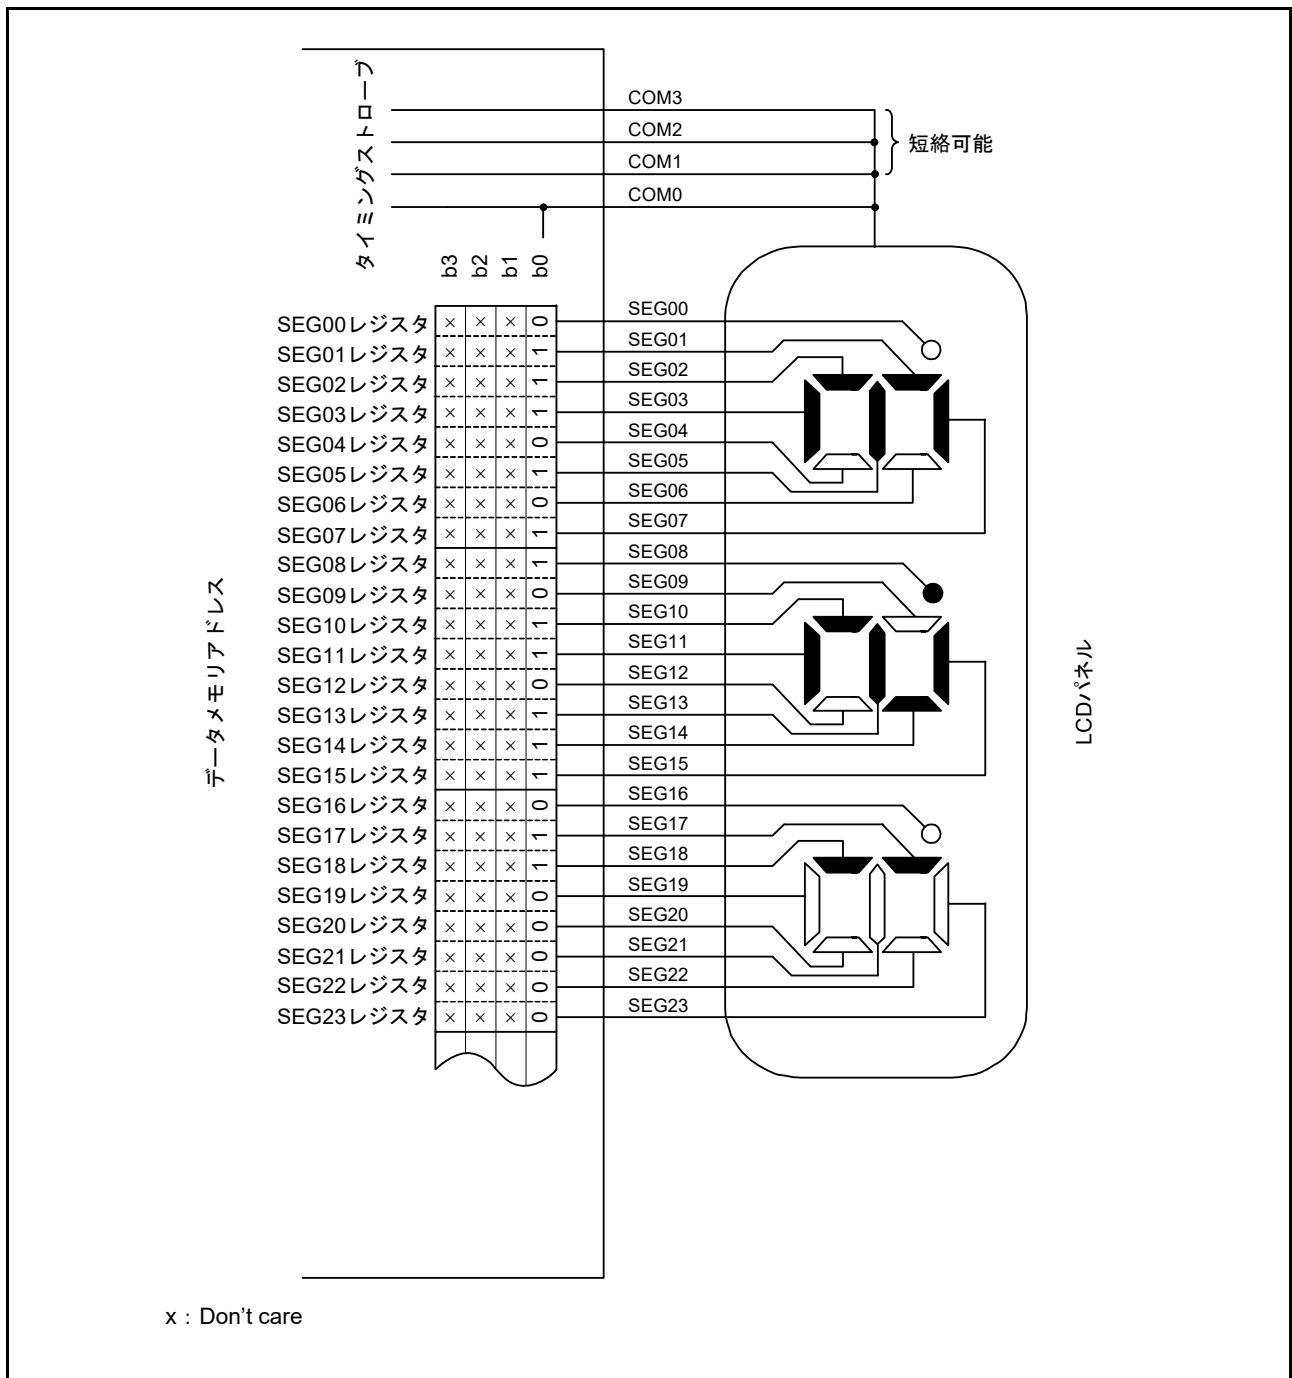 タイミングストローブ
COM3
COM2
COM1
COM0
短絡可能
b3 b2 b1 b0
データメモリアドレス
SEG00レジスタ × × × 0 SEG00
SEG01レジスタ × × × 1 SEG01
SEG02レジスタ × × × 1 SEG02
SEG03レジスタ × × × 1 SEG03
SEG04レジスタ × × × 0 SEG04
SEG05レジスタ × × × 1 SEG05
SEG06レジスタ × × × 0 SEG06
SEG07レジスタ × × × 1 SEG07
SEG08レジスタ × × × 1 SEG08
SEG09レジスタ × × × 0 SEG09
SEG10レジスタ × × × 1 SEG10
SEG11レジスタ × × × 1 SEG11
SEG12レジスタ × × × 0 SEG12
SEG13レジスタ × × × 1 SEG13
SEG14レジスタ × × × 1 SEG14
SEG15レジスタ × × × 1 SEG15
SEG16レジスタ × × × 0 SEG16
SEG17レジスタ × × × 1 SEG17
SEG18レジスタ × × × 1 SEG18
SEG19レジスタ × × × 0 SEG19
SEG20レジスタ × × × 0 SEG20
SEG21レジスタ × × × 0 SEG21
SEG22レジスタ × × × 0 SEG22
SEG23レジスタ × × × 0 SEG23
LCDパネル
x : Don't care